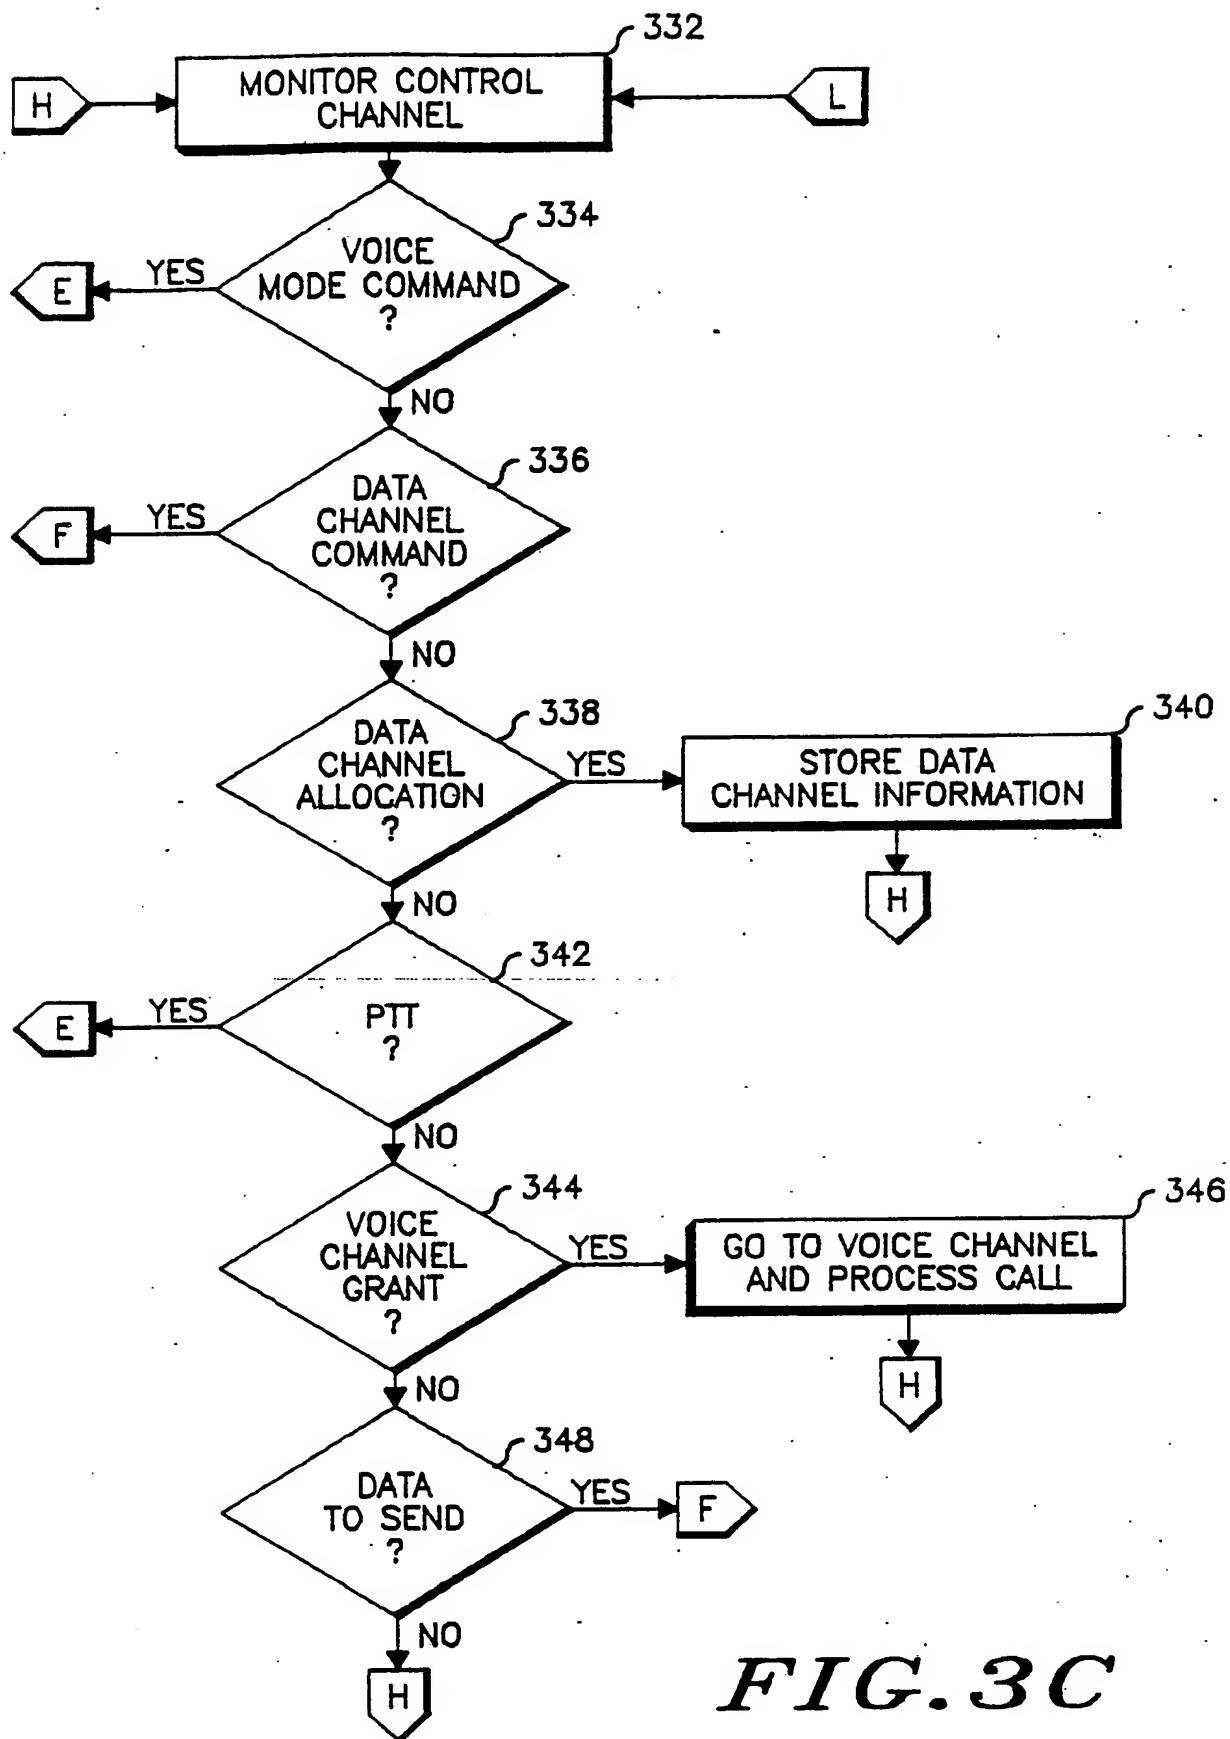 332
H
MONITOR CONTROL
CHANNEL
L
334
VOICE
MODE COMMAND
?
YES
E
NO
336
DATA
CHANNEL
COMMAND
?
YES
F
NO
338
DATA
CHANNEL
ALLOCATION
?
YES
340
STORE DATA
CHANNEL INFORMATION
H
NO
342
PTT
?
YES
E
NO
344
VOICE
CHANNEL
GRANT
?
YES
346
GO TO VOICE CHANNEL
AND PROCESS CALL
H
NO
348
DATA
TO SEND
?
YES
F
NO
H
FIG.3C